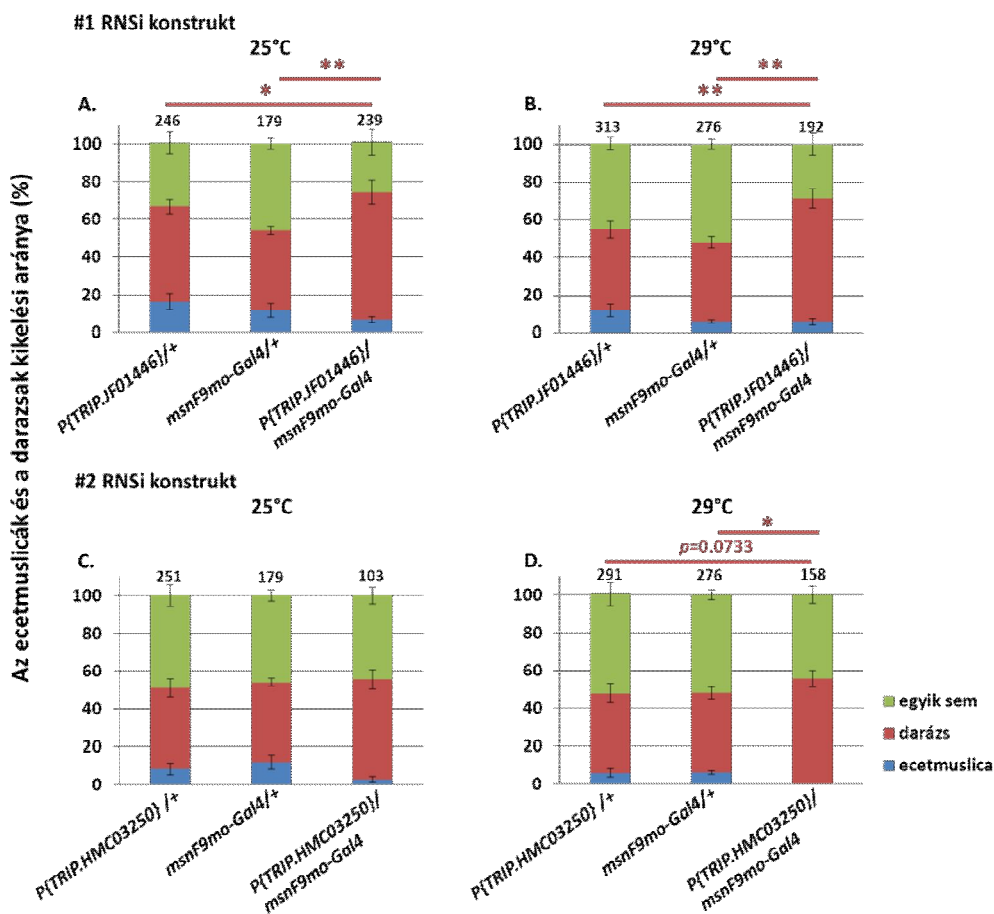 #1 RNSi konstrukt
25°C
29°C
**
*
**
**
A.
B.
246
179
239
313
276
192
100
80
60
40
20
0
100
80
60
40
20
0
P{TRIP.JF01446}/+
msnF9mo-Gal4/+
P{TRIP.JF01446}/
msnF9mo-Gal4
P{TRIP.JF01446}/+
msnF9mo-Gal4/+
P{TRIP.JF01446}/
msnF9mo-Gal4
Az ecetmuslicák és a darazsak kikelési aránya (%)
#2 RNSi konstrukt
25°C
29°C
*
p=0.0733
C.
D.
251
179
103
291
276
158
100
80
60
40
20
0
100
80
60
40
20
0
P{TRIP.HMC03250} /+
msnF9mo-Gal4/+
P{TRIP.HMC03250}/
msnF9mo-Gal4
P{TRIP.HMC03250} /+
msnF9mo-Gal4/+
P{TRIP.HMC03250}/
msnF9mo-Gal4
egyik sem
darázs
ecetmuslica